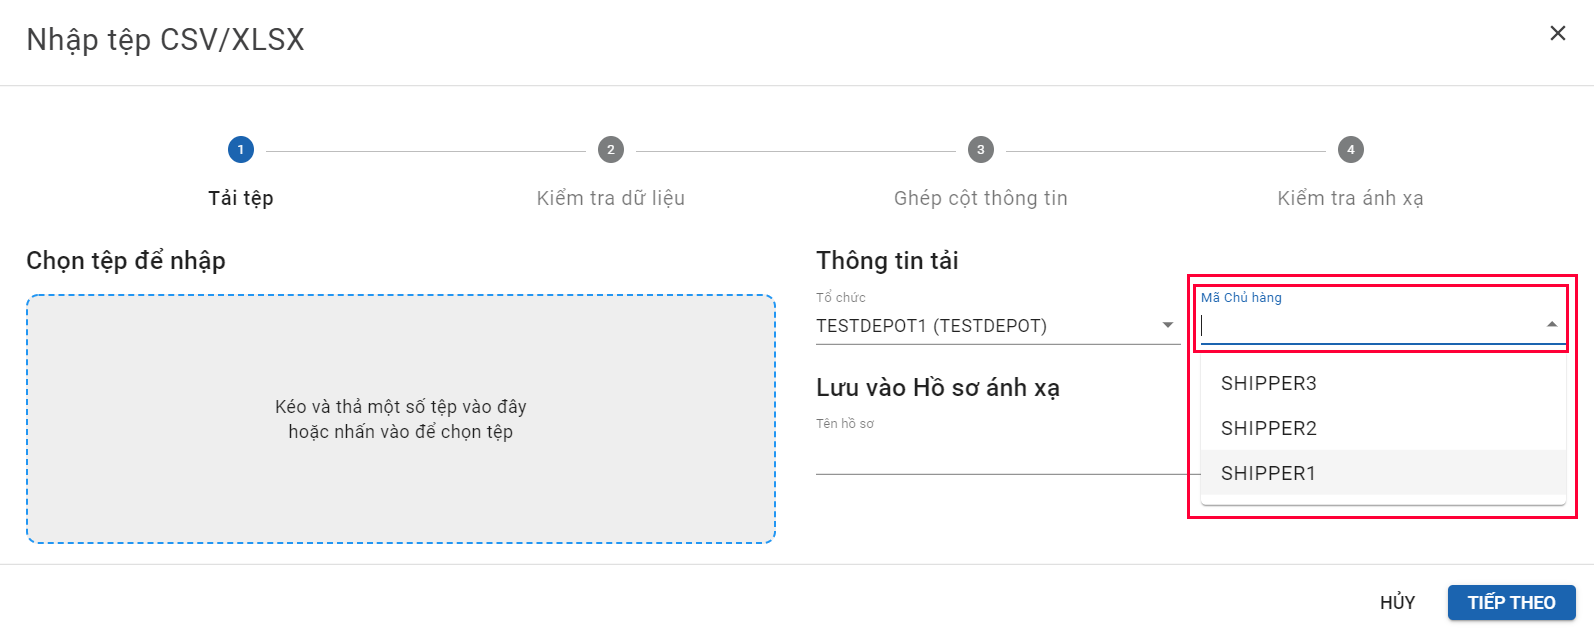 Nhập tệp CSV/XLSX
1
2
3
4
Tải tệp
Kiểm tra dữ liệu
Ghép cột thông tin
Kiểm tra ánh xạ
Chọn tệp để nhập
Kéo và thả một số tệp vào đây
hoặc nhấn vào để chọn tệp
Thông tin tải
Tổ chức
TESTDEPOT1 (TESTDEPOT)
Mã Chủ hàng
SHIPPER3
SHIPPER2
SHIPPER1
Lưu vào Hồ sơ ánh xạ
Tên hồ sơ
HỦY
TIẾP THEO